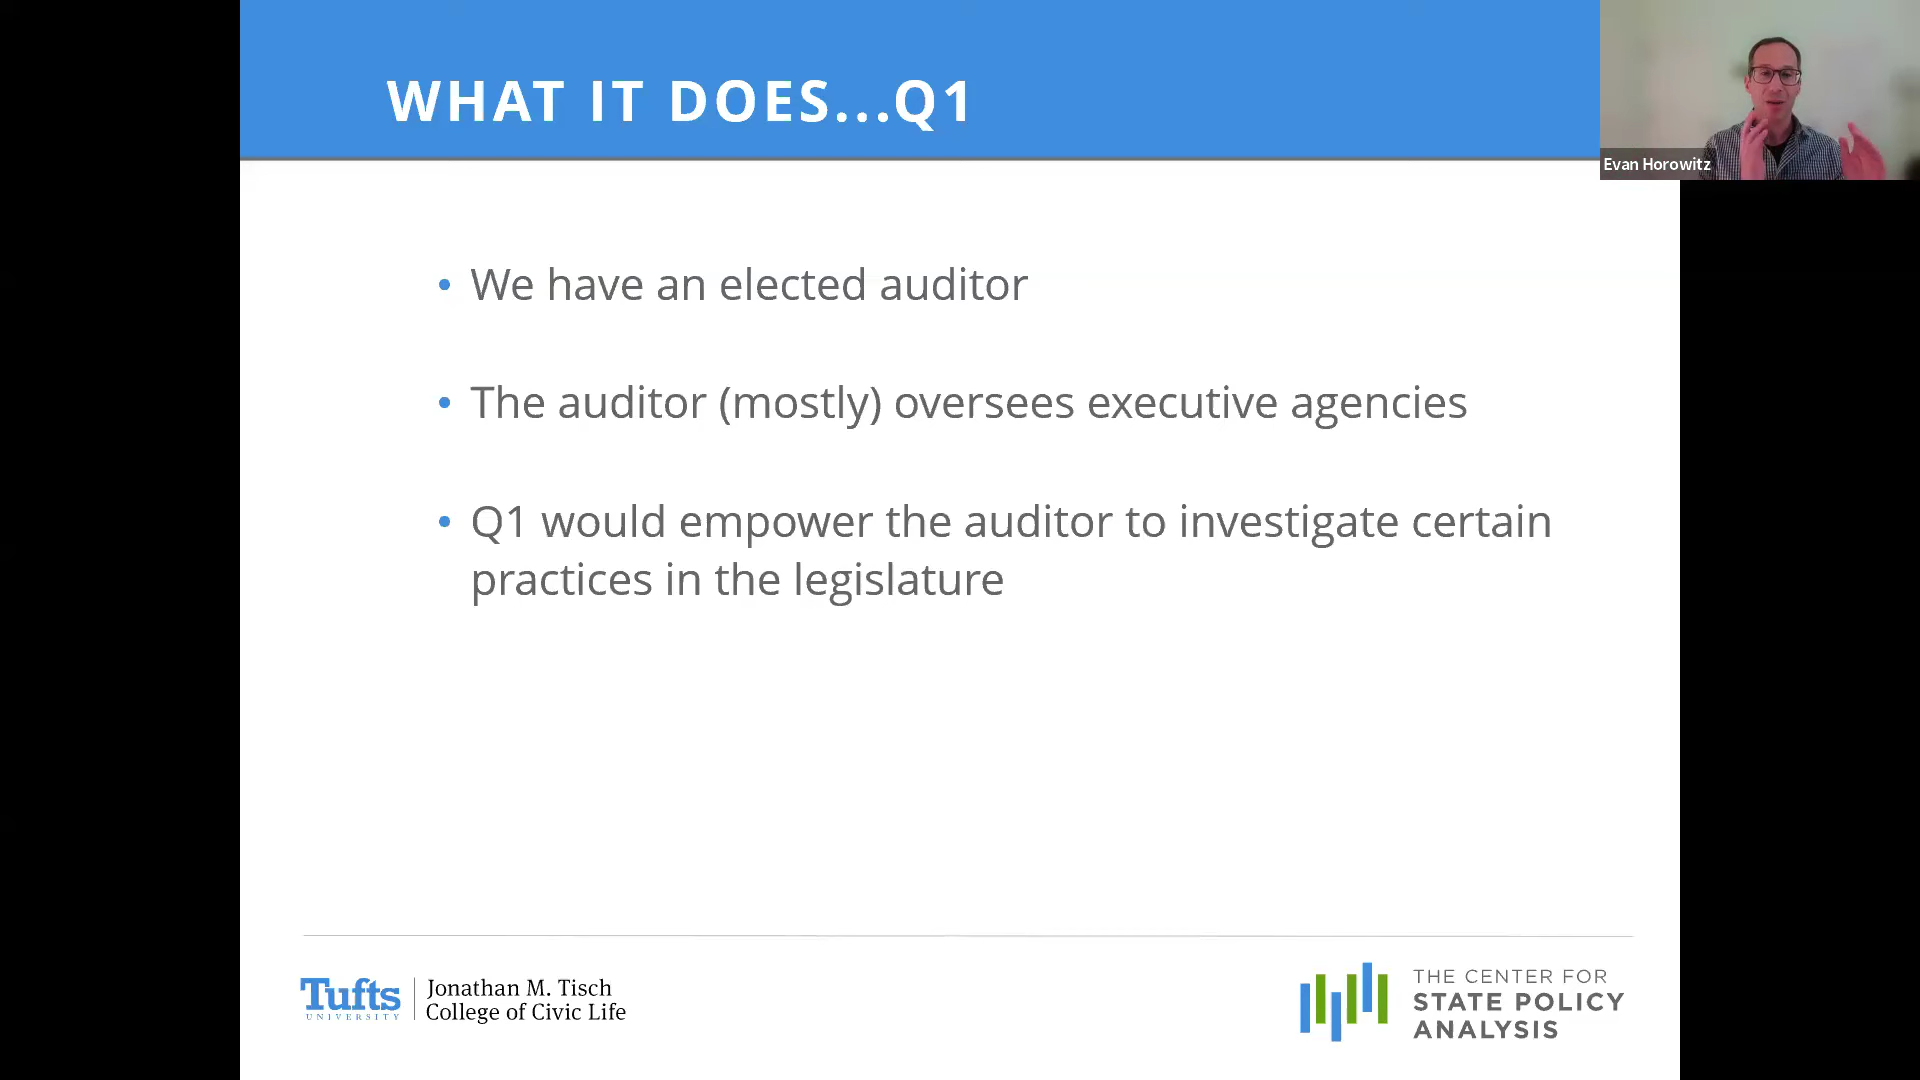 WHAT IT DOES...Q1
Evan Horowitz
• We have an elected auditor
• The auditor (mostly) oversees executive agencies
• Q1 would empower the auditor to investigate certain
practices in the legislature
Tufts
UNIVERSITY
Jonathan M. Tisch
College of Civic Life
THE CENTER FOR
STATE POLICY
ANALYSIS